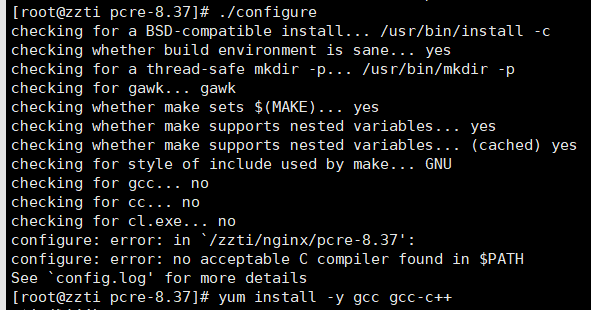 [root@zzti pcre-8.37]# ./configure
checking for a BSD-compatible install... /usr/bin/install -c
checking whether build environment is sane... yes
checking for a thread-safe mkdir -p... /usr/bin/mkdir -p
checking for gawk... gawk
checking whether make sets $(MAKE)... yes
checking whether make supports nested variables... yes
checking whether make supports nested variables... (cached) yes
checking for style of include used by make... GNU
checking for gcc... no
checking for cc... no
checking for cl.exe... no
configure: error: in `/zzti/nginx/pcre-8.37':
configure: error: no acceptable C compiler found in $PATH
See `config.log' for more details
[root@zzti pcre-8.37]# yum install -y gcc gcc-c++